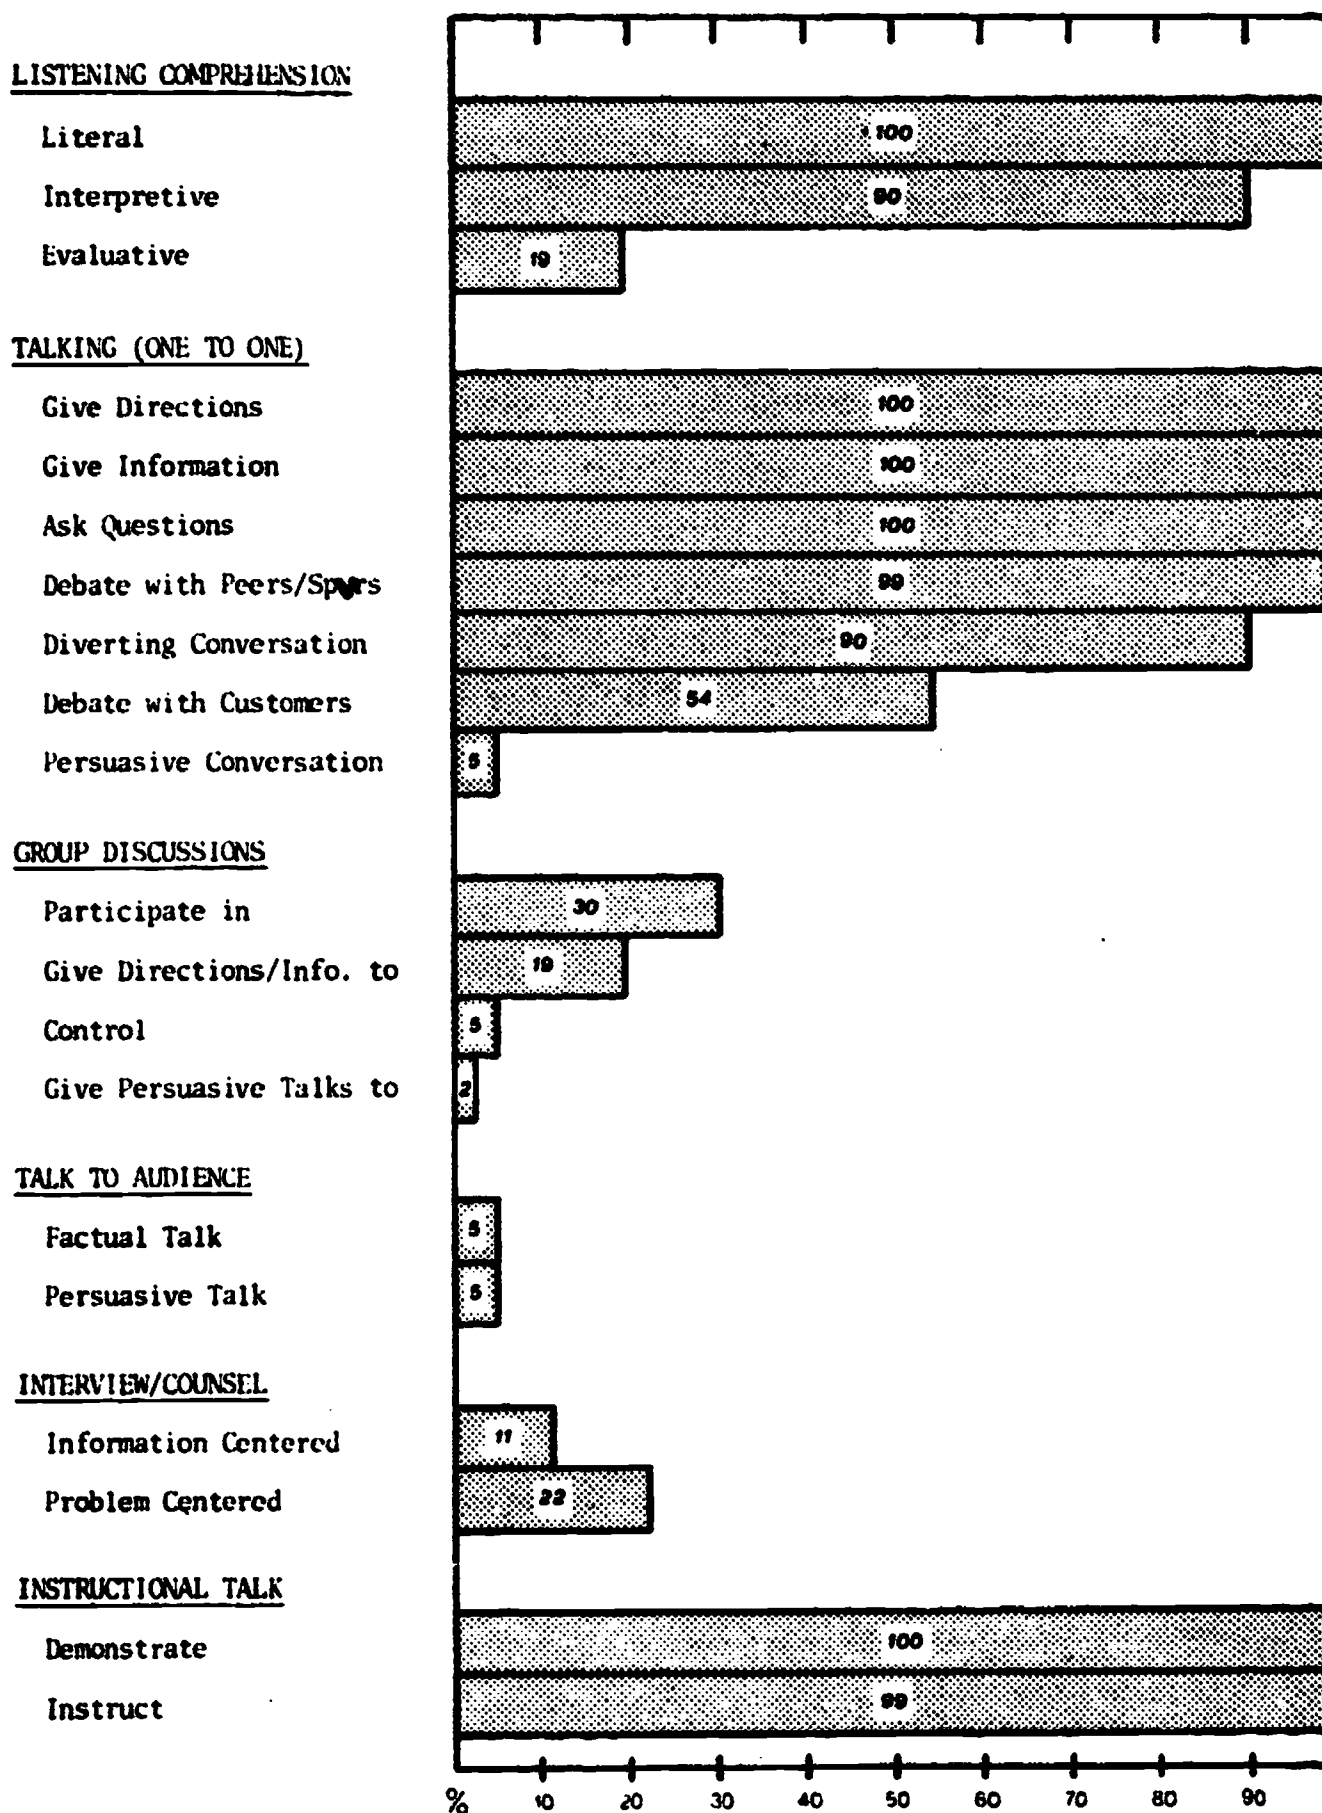 LISTENING COMPREHENSION
Literal 100
Interpretive 90
Evaluative 19
TALKING (ONE TO ONE)
Give Directions 100
Give Information 100
Ask Questions 100
Debate with Peers/ 99
Diverting Conversation 90
Debate with Customers 54
Persuasive Conversation 5
GROUP DISCUSSIONS
Participate in 30
Give Directions/Info. to 19
Control 5
Give Persuasive Talks to 2
TALK TO AUDIENCE
Factual Talk 5
Persuasive Talk 5
INTERVIEW/COUNSEL
Information Centered 11
Problem Centered 22
INSTRUCTIONAL TALK
Demonstrate 100
Instruct 99
% 10 20 30 40 50 60 70 80 90